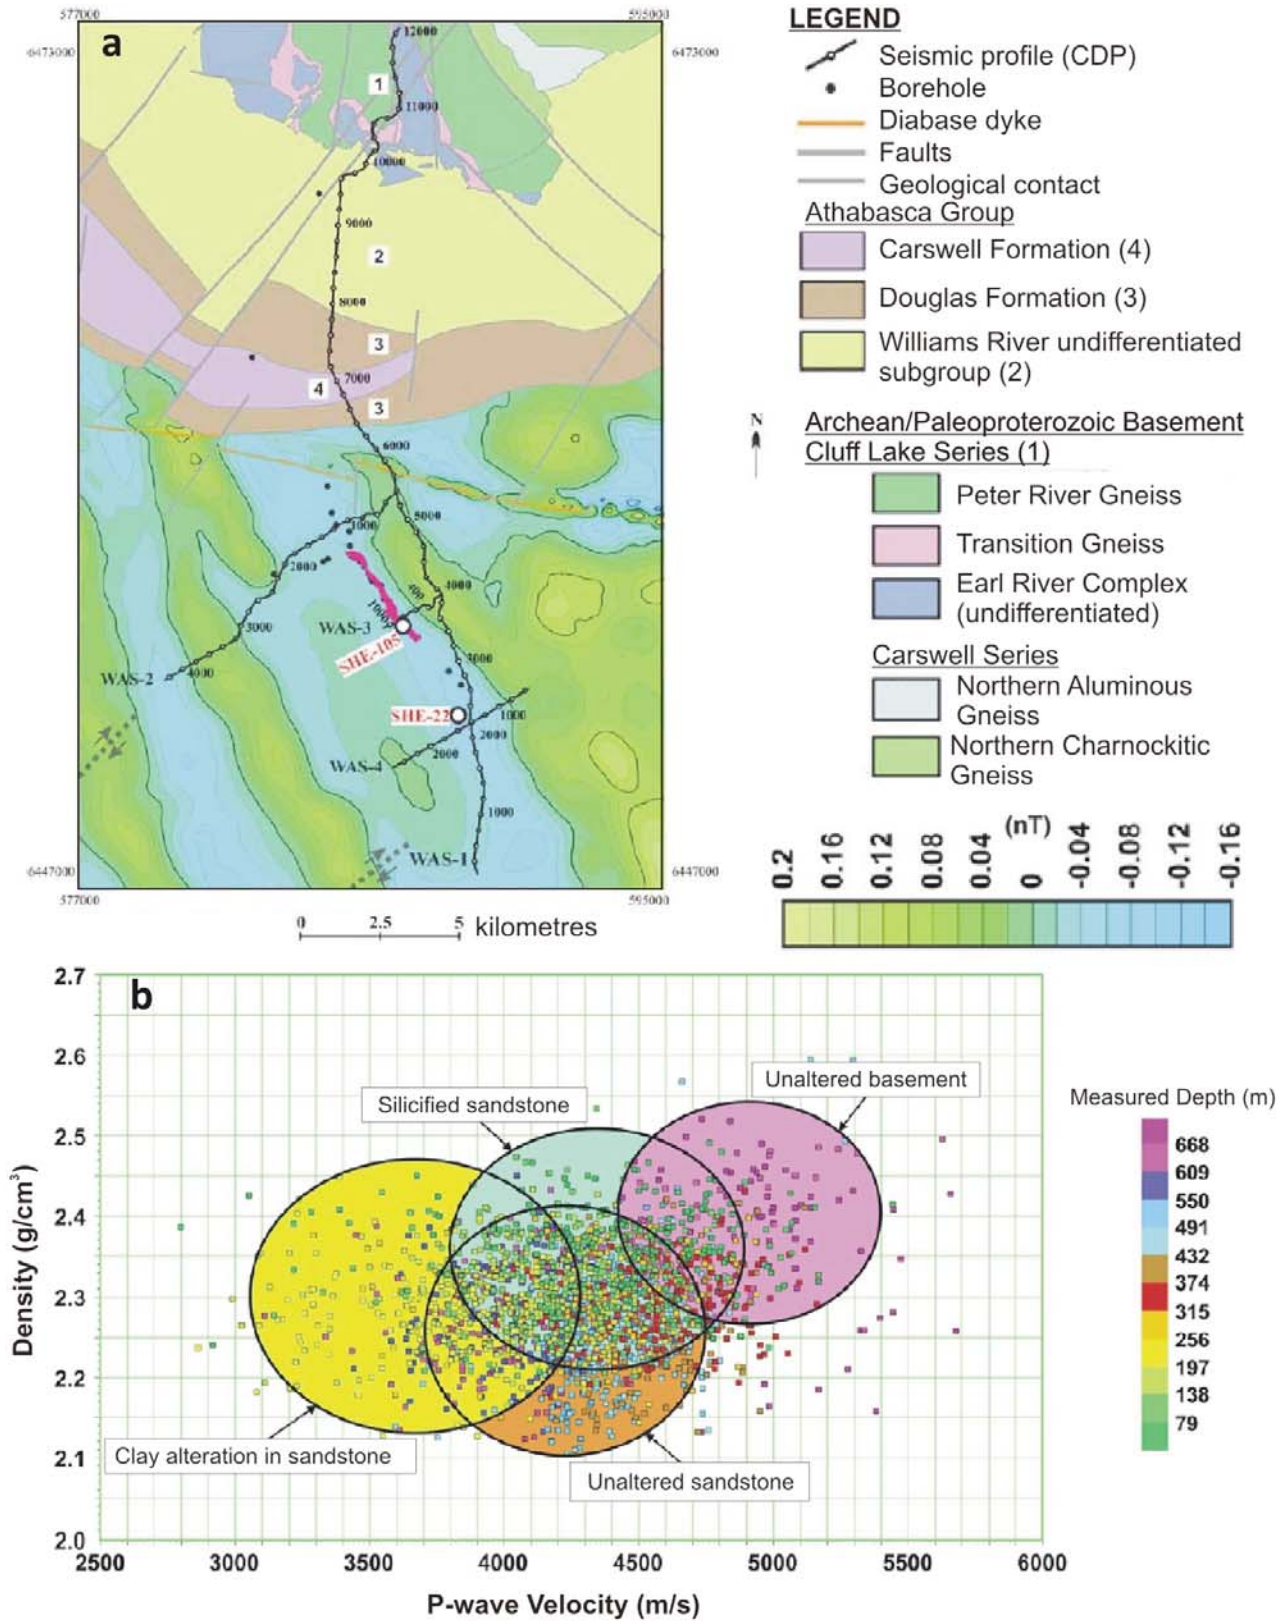 577000
595000
6473000
6473000
a
12000
1
11000
10000
9000
2
8000
3
7000
4
3
6000
5000
1000
2000
4000
400
1000
3000
WAS-3
SHE-105
3000
WAS-2
4000
SHE-22
1000
2000
2000
WAS-4
1000
WAS-1
6447000
6447000
577000
595000
0 2.5 5 kilometres
LEGEND
Seismic profile (CDP)
Borehole
Diabase dyke
Faults
Geological contact
Athabasca Group
Carswell Formation (4)
Douglas Formation (3)
Williams River undifferentiated
subgroup (2)
N
Archean/Paleoproterozoic Basement
Cluff Lake Series (1)
Peter River Gneiss
Transition Gneiss
Earl River Complex
(undifferentiated)
Carswell Series
Northern Aluminous
Gneiss
Northern Charnockitic
Gneiss
(nT)
0.2 0.16 0.12 0.08 0.04 0 -0.04 -0.08 -0.12 -0.16
b
2.7
2.6
2.5
2.4
2.3
2.2
2.1
2.0
Density (g/cm³)
Silicified sandstone
Unaltered basement
Clay alteration in sandstone
Unaltered sandstone
2500 3000 3500 4000 4500 5000 5500 6000
P-wave Velocity (m/s)
Measured Depth (m)
668
609
550
491
432
374
315
256
197
138
79